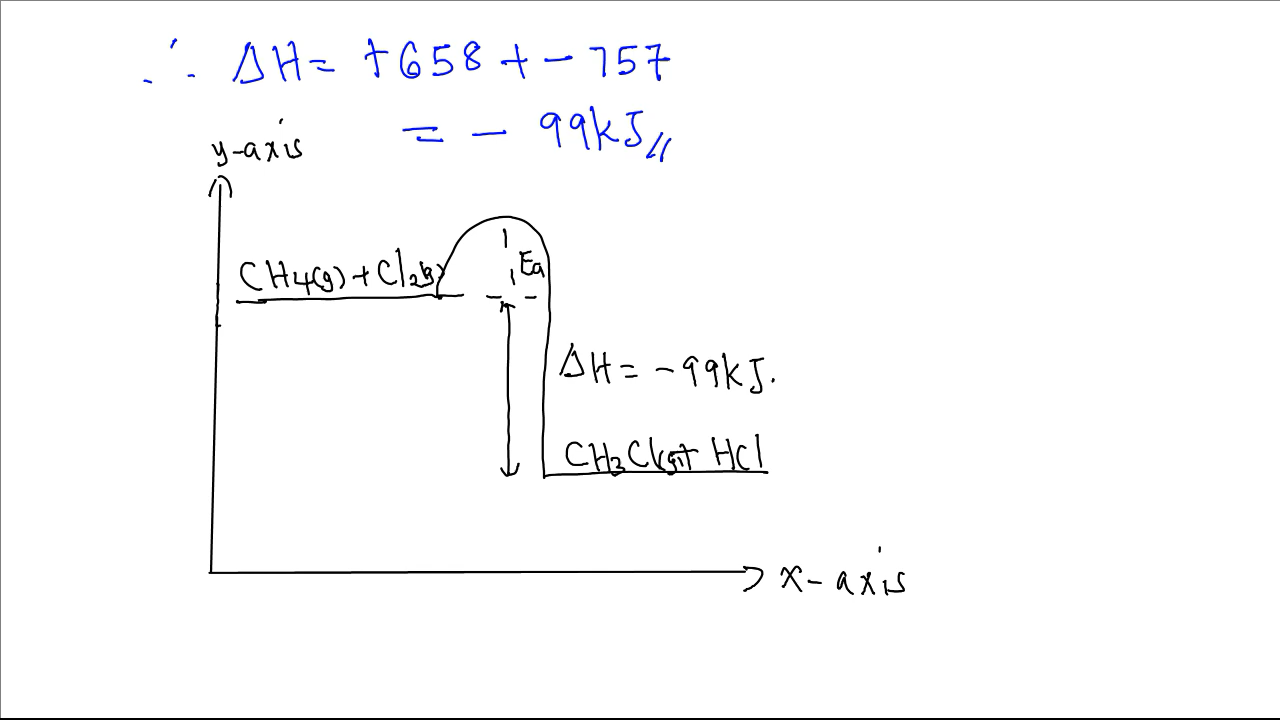 ∴ ΔH = +658 + - 757
= - 99kJ //
y-axis
CH4(g) + Cl2(g)
Ea
ΔH = -99kJ.
CH3Cl(g) + HCl
x-axis